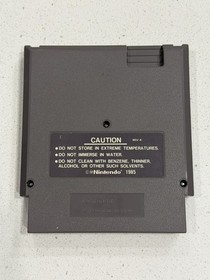 CAUTION
●DO NOT STORE IN EXTREME TEMPERATURES.
●DO NOT IMMERSE IN WATER.
●DO NOT CLEAN WITH BENZENE, THINNER,
ALCOHOL OR OTHER SUCH SOLVENTS.
©®Nintendo® 1985